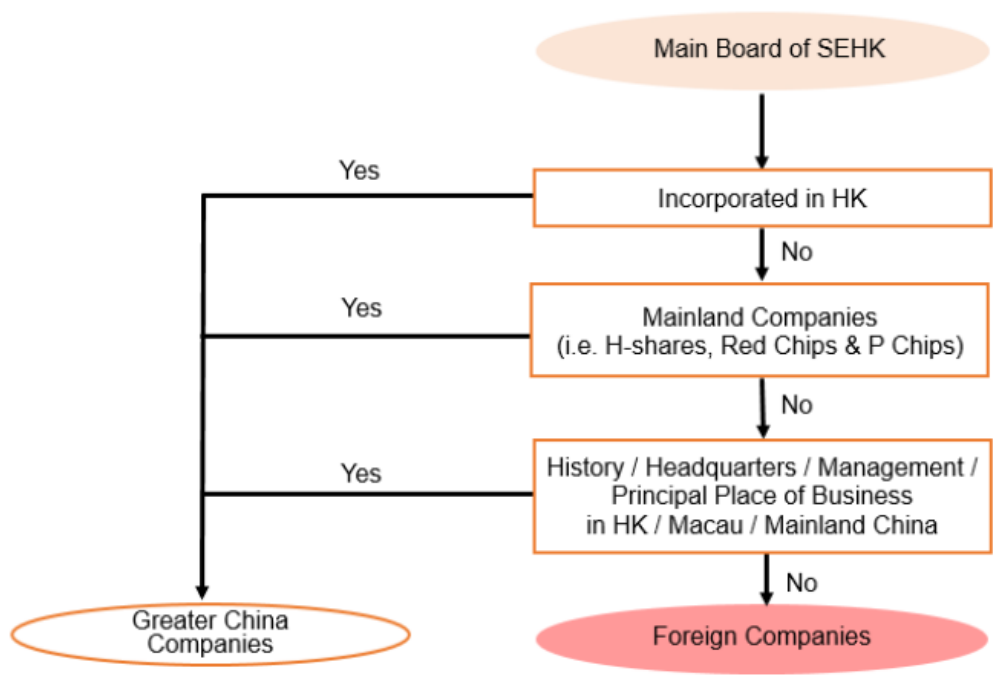 Main Board of SEHK
Yes
Incorporated in HK
No
Yes
Mainland Companies
(i.e. H-shares, Red Chips & P Chips)
No
Yes
History / Headquarters / Management /
Principal Place of Business
in HK / Macau / Mainland China
No
Greater China
Companies
Foreign Companies